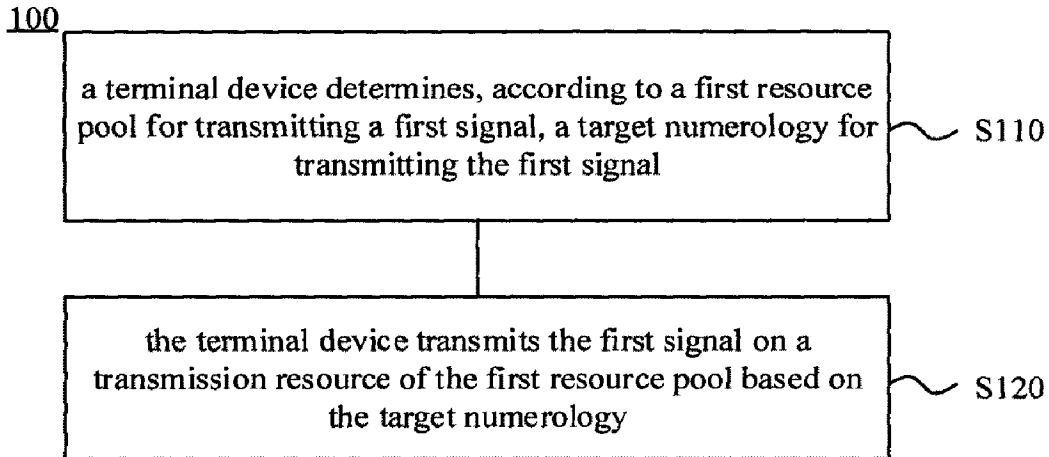 100
a terminal device determines, according to a first resource
pool for transmitting a first signal, a target numerology for
transmitting the first signal
S110
the terminal device transmits the first signal on a
transmission resource of the first resource pool based on
the target numerology
S120